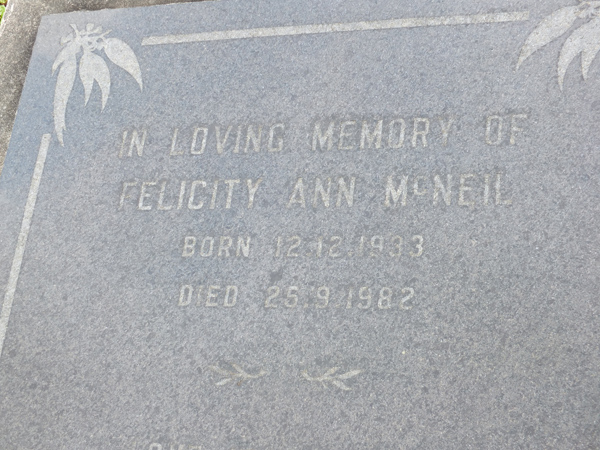 IN LOVING MEMORY OF
FELICITY ANN McNEIL
BORN 12.12.1933
DIED 25.9.1982